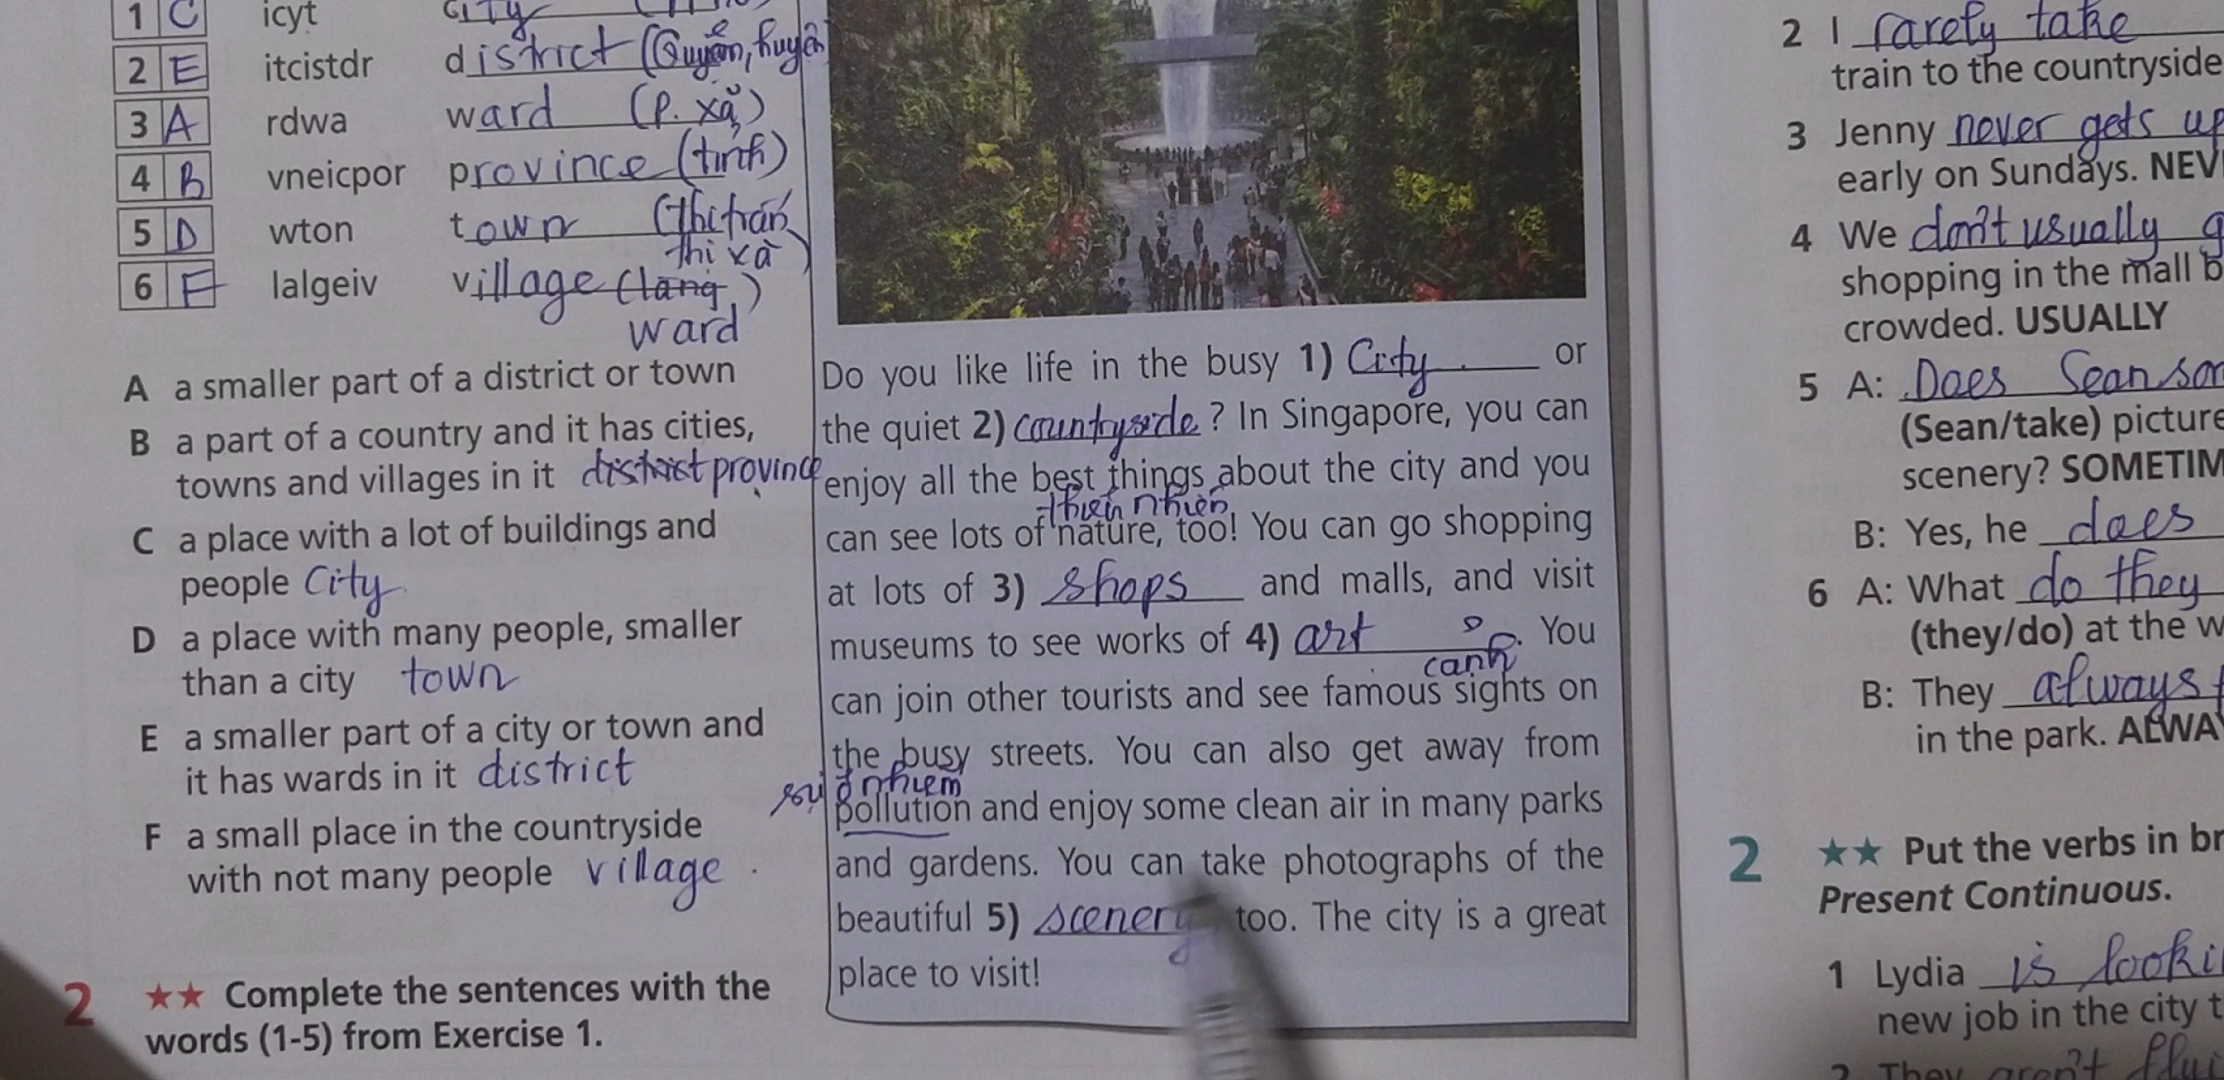 1 C icyt city
2 E itcistdr district (Quận, huyện
3 A rdwa ward (p. xã)
4 B vneicpor province (tỉnh)
5 D wton town (thị trấn
thị xã)
6 F lalgeiv village (làng)
ward
A a smaller part of a district or town
B a part of a country and it has cities,
towns and villages in it district province
C a place with a lot of buildings and
people City
D a place with many people, smaller
than a city town
E a smaller part of a city or town and
it has wards in it district
F a small place in the countryside
with not many people village
2 ★★ Complete the sentences with the
words (1-5) from Exercise 1.
Do you like life in the busy 1) City or
the quiet 2) countryside ? In Singapore, you can
enjoy all the best things about the city and you
thiên nhiên
can see lots of nature, too! You can go shopping
at lots of 3) shops and malls, and visit
museums to see works of 4) art . You
cảnh
can join other tourists and see famous sights on
the busy streets. You can also get away from
sự ô nhiễm
pollution and enjoy some clean air in many parks
and gardens. You can take photographs of the
beautiful 5) scenery too. The city is a great
place to visit!
2 I rarely take
train to the countryside
3 Jenny never gets up
early on Sundays. NEV
4 We don't usually g
shopping in the mall b
crowded. USUALLY
5 A: Does Sean som
(Sean/take) picture
scenery? SOMETIM
B: Yes, he does
6 A: What do they
(they/do) at the w
B: They always
in the park. ALWA
2 ★★ Put the verbs in br
Present Continuous.
1 Lydia is looki
new job in the city t
2 They aren't